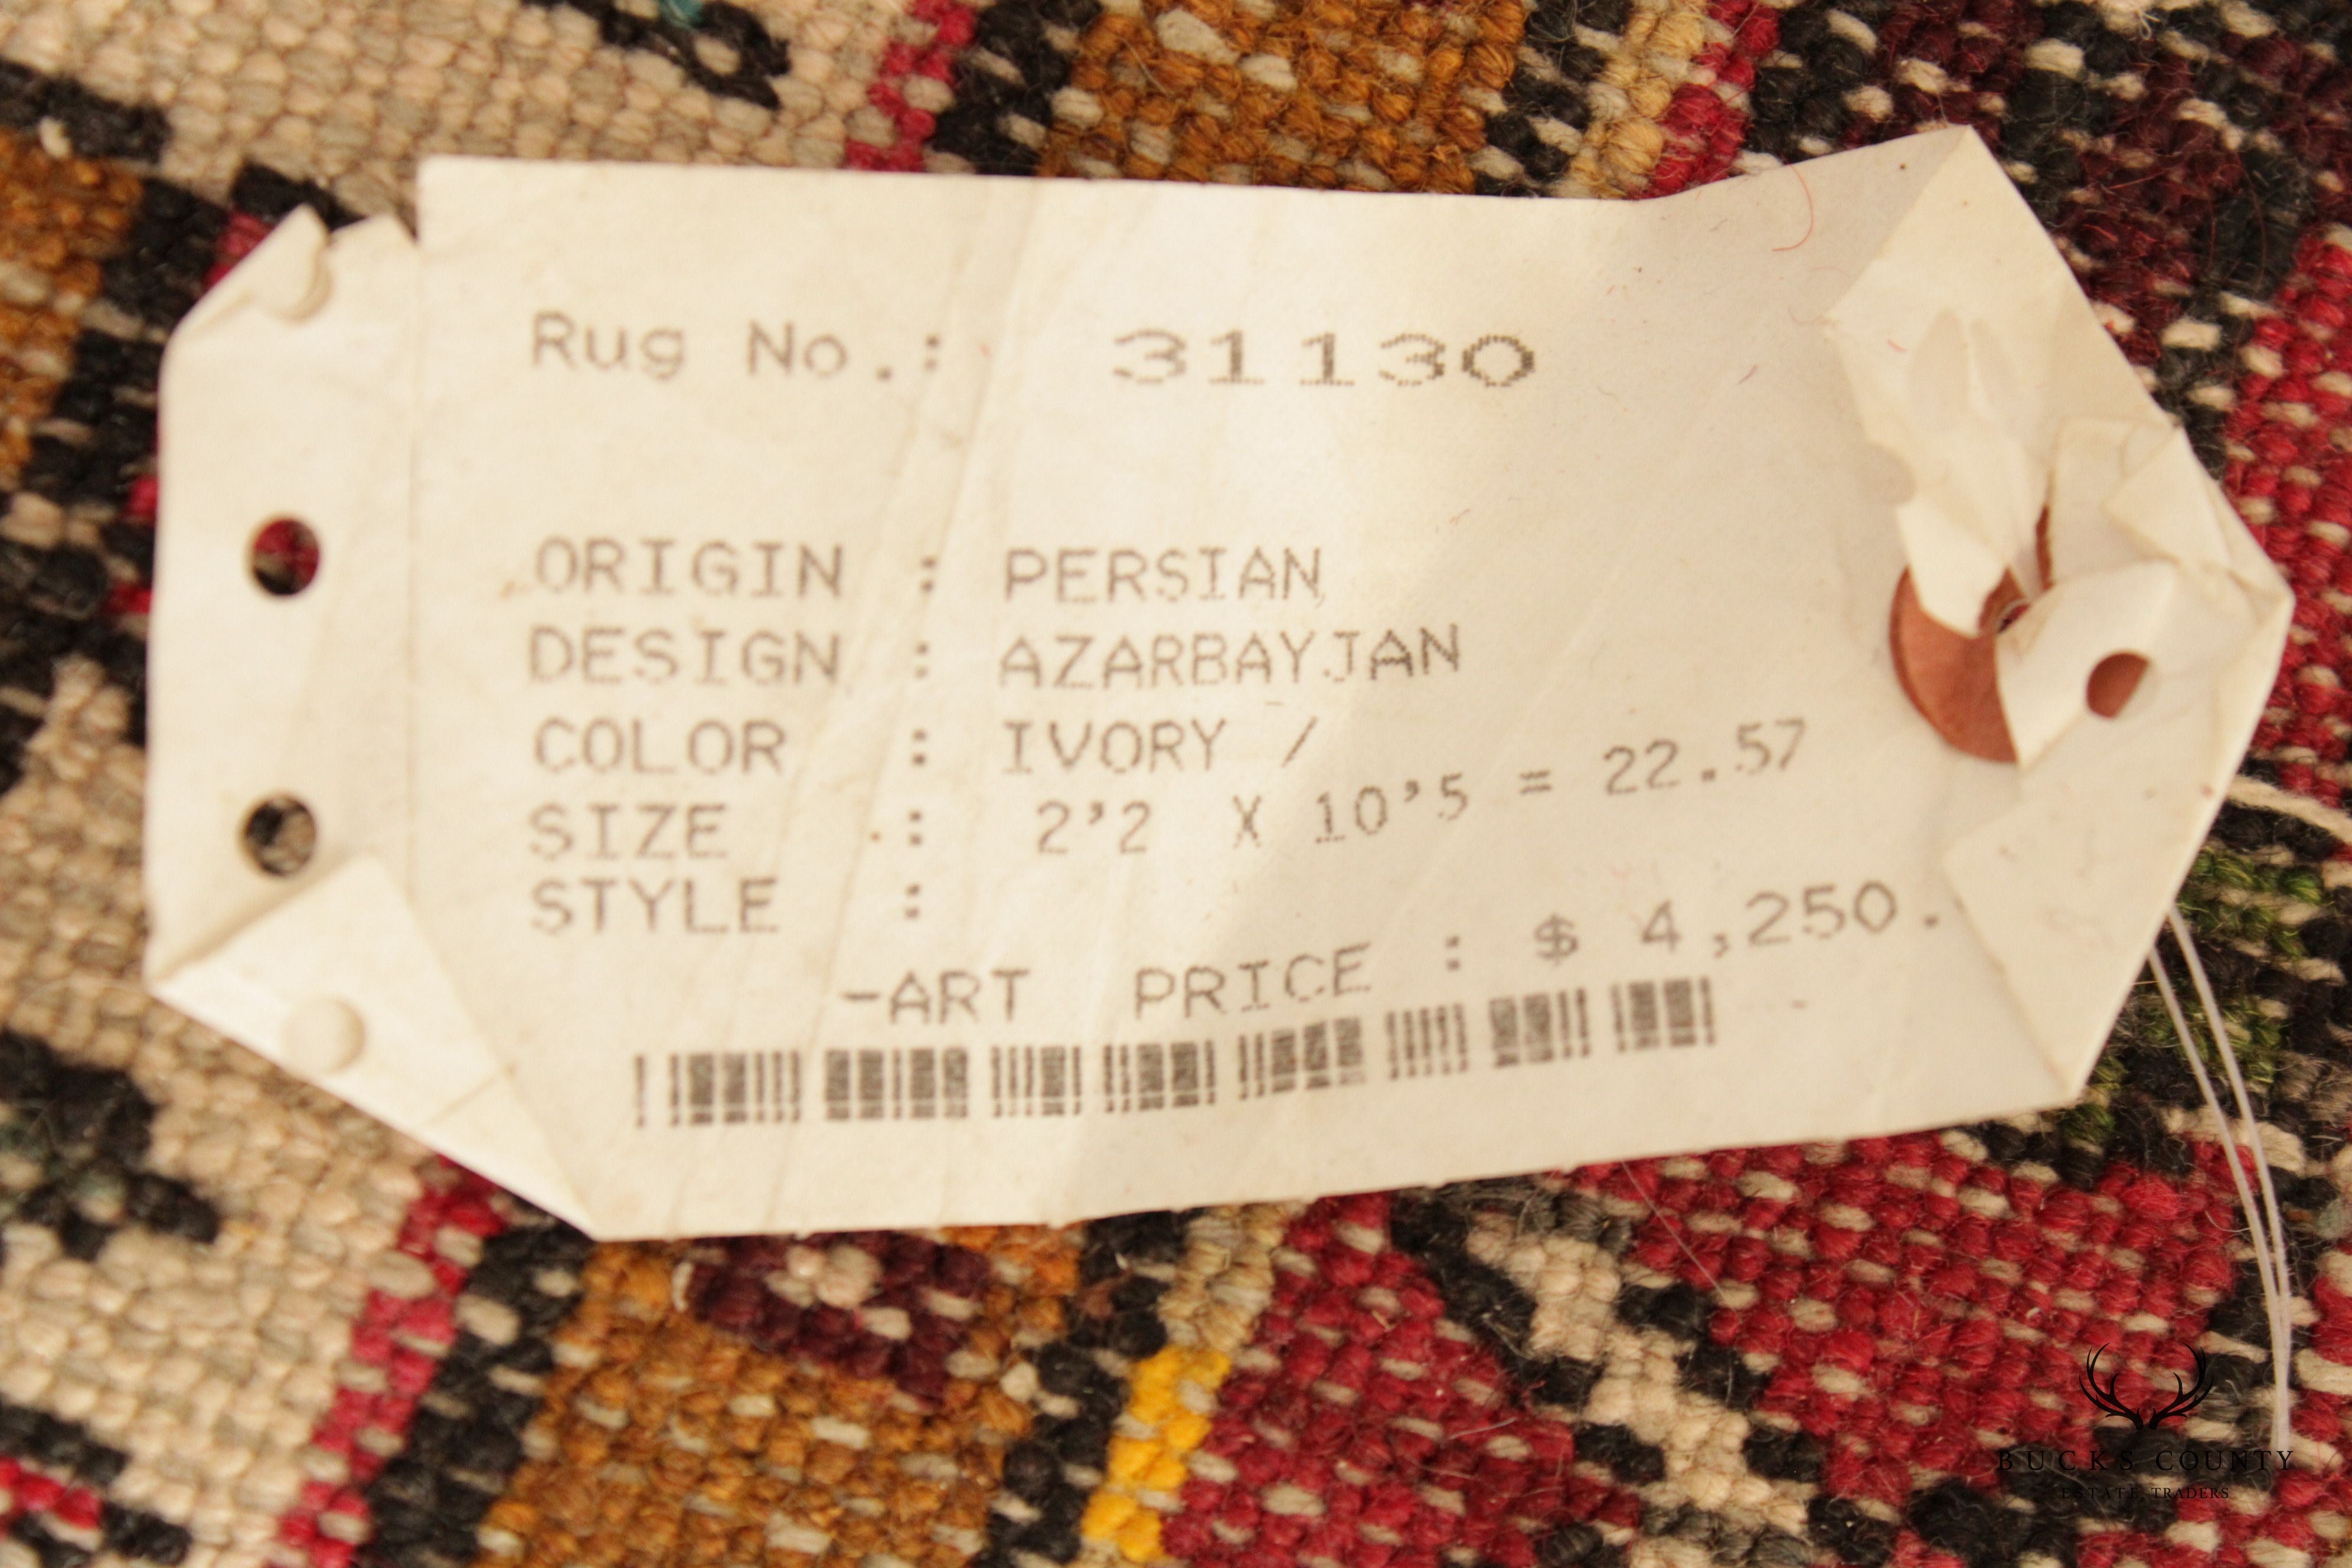 Rug No.: 31130
ORIGIN : PERSIAN
DESIGN : AZARBAYJAN
COLOR : IVORY /
SIZE : 2'2 X 10'5 = 22.57
STYLE :
-ART PRICE : $ 4,250.
BUCKS COUNTY
ESTATE TRADERS